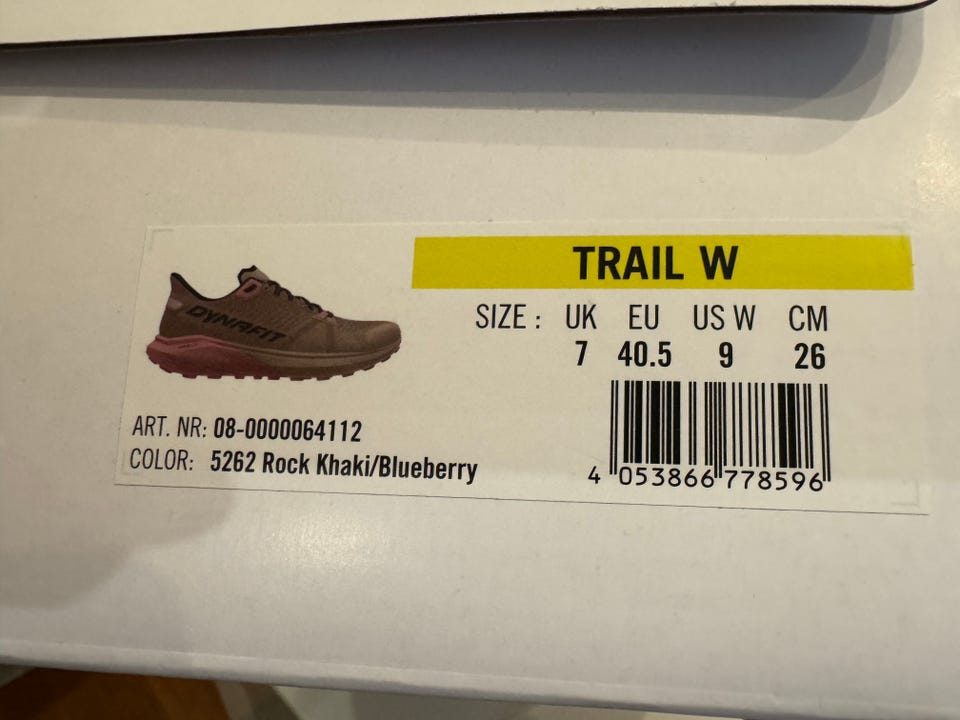 TRAIL W
DYNAFIT
SIZE : UK EU US W CM
7 40.5 9 26
ART. NR: 08-0000064112
COLOR: 5262 Rock Khaki/Blueberry
4 053866 778596